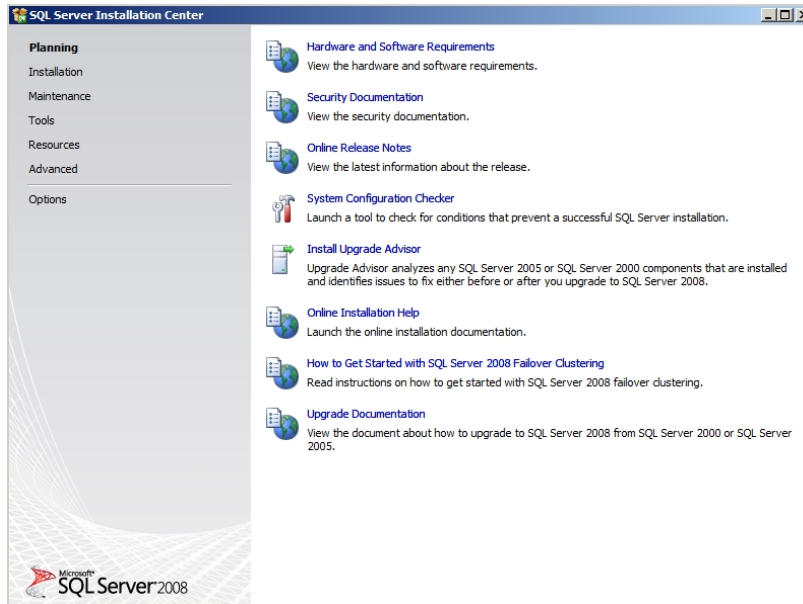 SQL Server Installation Center
Planning
Installation
Maintenance
Tools
Resources
Advanced
Options
Hardware and Software Requirements
View the hardware and software requirements.
Security Documentation
View the security documentation.
Online Release Notes
View the latest information about the release.
System Configuration Checker
Launch a tool to check for conditions that prevent a successful SQL Server installation.
Install Upgrade Advisor
Upgrade Advisor analyzes any SQL Server 2005 or SQL Server 2000 components that are installed
and identifies issues to fix either before or after you upgrade to SQL Server 2008.
Online Installation Help
Launch the online installation documentation.
How to Get Started with SQL Server 2008 Failover Clustering
Read instructions on how to get started with SQL Server 2008 failover clustering.
Upgrade Documentation
View the document about how to upgrade to SQL Server 2008 from SQL Server 2000 or SQL Server
2005.
Microsoft®
SQL Server 2008